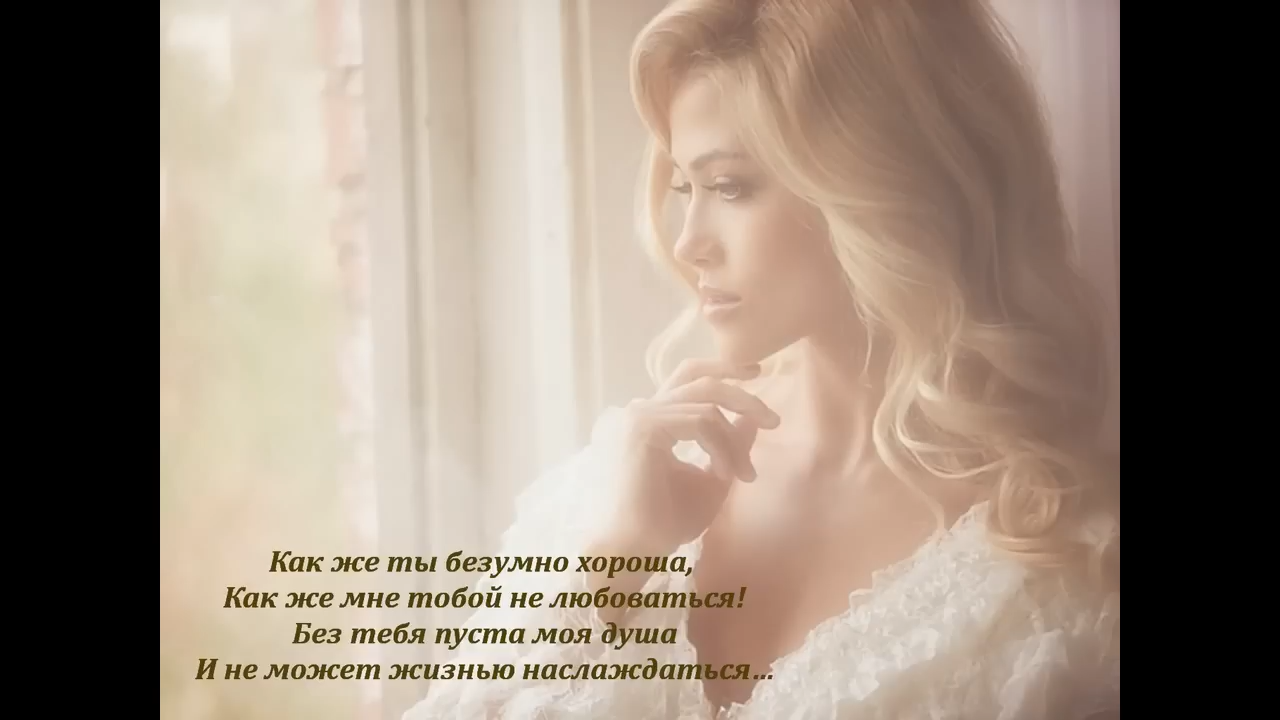 Как же ты безумно хороша,
Как же мне тобой не любоваться!
Без тебя пуста моя душа
И не может жизнью наслаждаться...